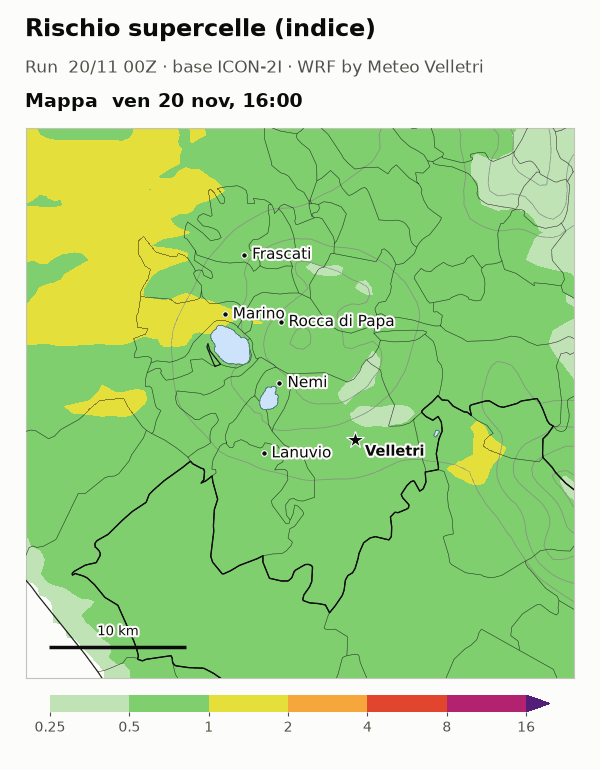 Rischio supercelle (indice)
Run  20/11 00Z · base ICON-2I · WRF by Meteo Velletri
Mappa  ven 20 nov, 16:00
Frascati
Marino
Rocca di Papa
Nemi
Lanuvio
Velletri
10 km
0.25 0.5 1 2 4 8 16